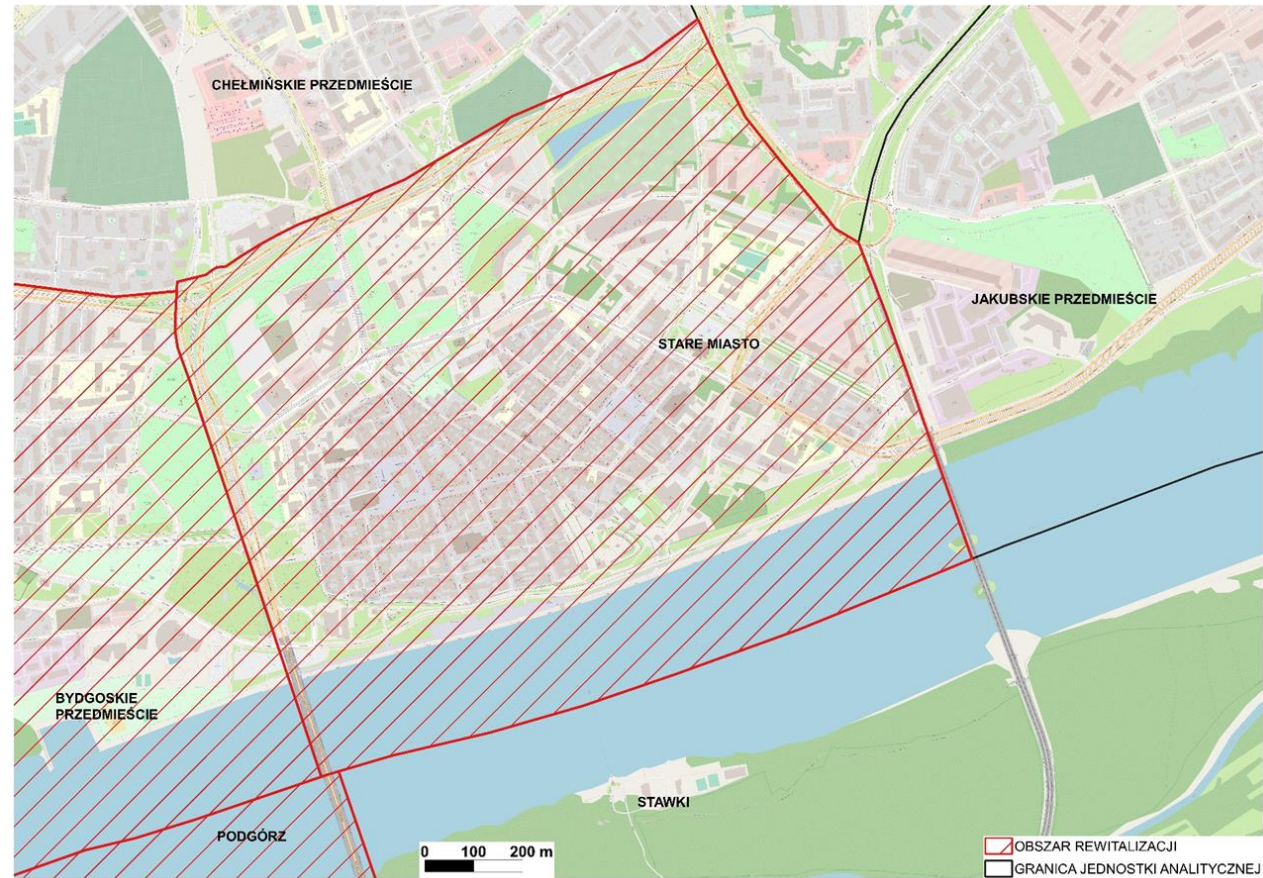 CHEŁMIŃSKIE PRZEDMIEŚCIE
JAKUBSKIE PRZEDMIEŚCIE
STARE MIASTO
BYDGOSKIE
PRZEDMIEŚCIE
STAWKI
PODGÓRZ
0 100 200 m
OBSZAR REWITALIZACJI
GRANICA JEDNOSTKI ANALITYCZNEJ